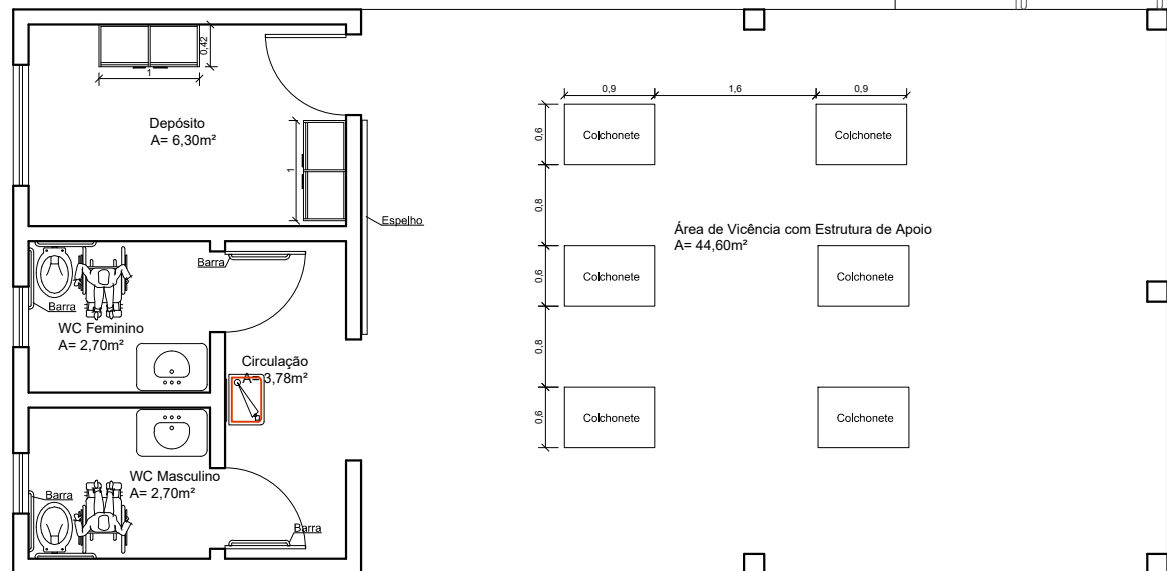 0,42
1
Depósito
A= 6,30m²
1
Espelho
Barra
Barra
WC Feminino
A= 2,70m²
Circulação
A= 3,78m²
WC Masculino
A= 2,70m²
Barra
Barra
0,9
1,6
0,9
0,6
Colchonete
Colchonete
0,8
Área de Vicência com Estrutura de Apoio
A= 44,60m²
0,6
Colchonete
Colchonete
0,8
0,6
Colchonete
Colchonete